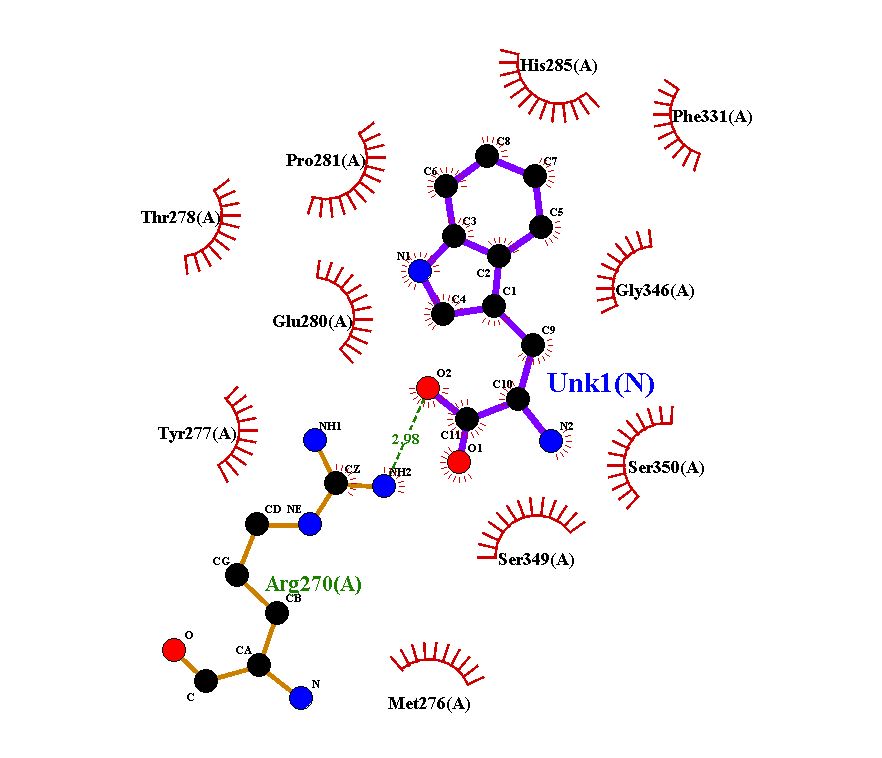 His285(A)
Phe331(A)
C8
Pro281(A)
C7
C6
Thr278(A)
C5
C3
N1
C2
C1
Gly346(A)
C4
Glu280(A)
C9
O2
Unk1(N)
C10
NH1
N2
Tyr277(A)
C11
2.98
O1
Ser350(A)
CZ
NH2
CD
NE
Ser349(A)
CG
Arg270(A)
CB
O
CA
N
C
Met276(A)